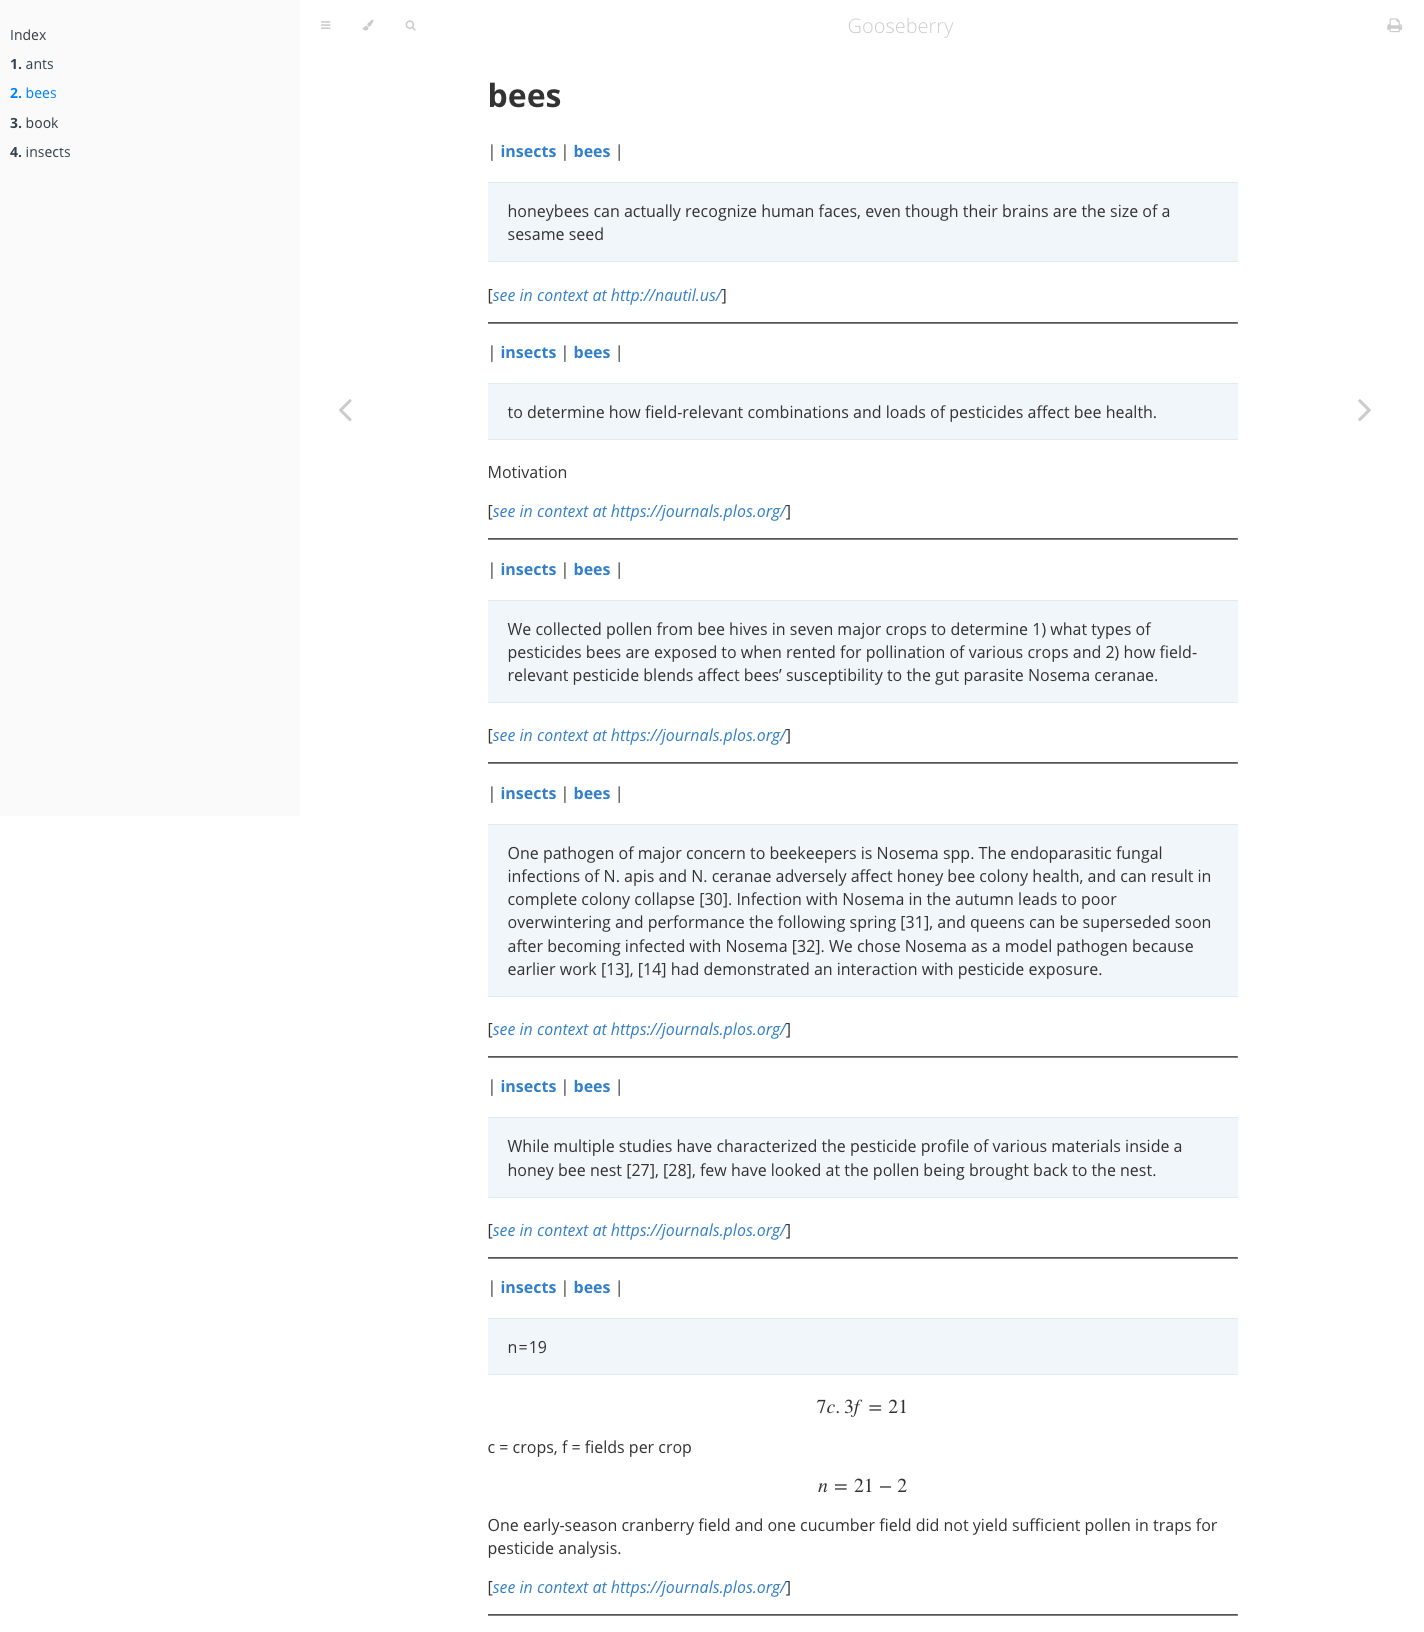 Index
1. ants
2. bees
3. book
4. insects
Gooseberry
bees
| insects | bees |
honeybees can actually recognize human faces, even though their brains are the size of a
sesame seed
[see in context at http://nautil.us/]
| insects | bees |
to determine how field-relevant combinations and loads of pesticides affect bee health.
Motivation
[see in context at https://journals.plos.org/]
| insects | bees |
We collected pollen from bee hives in seven major crops to determine 1) what types of
pesticides bees are exposed to when rented for pollination of various crops and 2) how field-
relevant pesticide blends affect bees’ susceptibility to the gut parasite Nosema ceranae.
[see in context at https://journals.plos.org/]
| insects | bees |
One pathogen of major concern to beekeepers is Nosema spp. The endoparasitic fungal
infections of N. apis and N. ceranae adversely affect honey bee colony health, and can result in
complete colony collapse [30]. Infection with Nosema in the autumn leads to poor
overwintering and performance the following spring [31], and queens can be superseded soon
after becoming infected with Nosema [32]. We chose Nosema as a model pathogen because
earlier work [13], [14] had demonstrated an interaction with pesticide exposure.
[see in context at https://journals.plos.org/]
| insects | bees |
While multiple studies have characterized the pesticide profile of various materials inside a
honey bee nest [27], [28], few have looked at the pollen being brought back to the nest.
[see in context at https://journals.plos.org/]
| insects | bees |
n=19
7c. 3f = 21
c = crops, f = fields per crop
n = 21 − 2
One early-season cranberry field and one cucumber field did not yield sufficient pollen in traps for
pesticide analysis.
[see in context at https://journals.plos.org/]